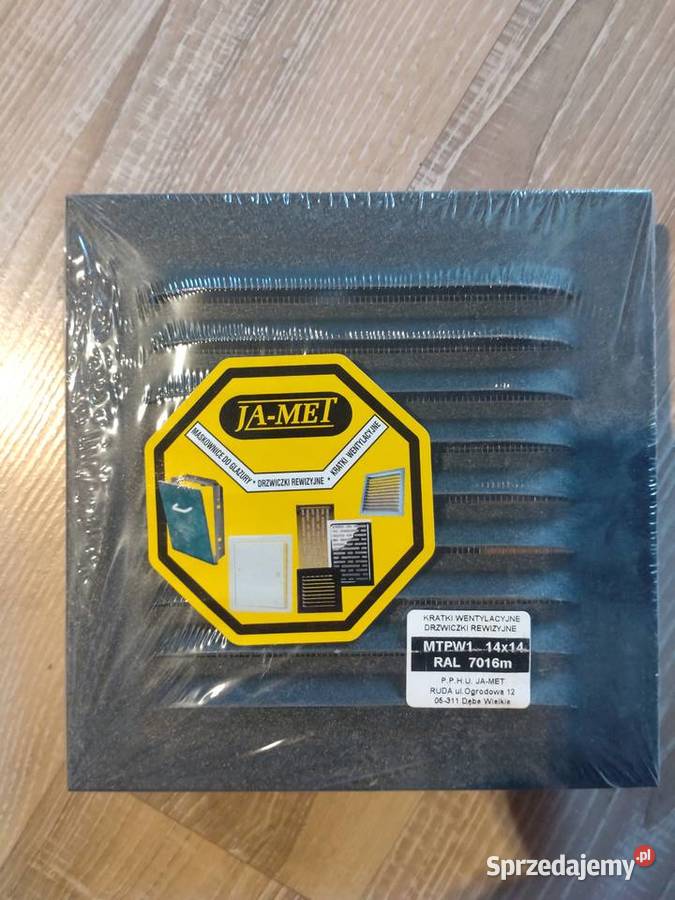 JA-MET
MASKOWNICE DO GLAZURY • DRZWICZKI REWIZYJNE • KRATKI WENTYLACYJNE
KRATKI WENTYLACYJNE
DRZWICZKI REWIZYJNE
MTPW1 14x14
RAL 7016m
P.P.H.U. JA-MET
RUDA ul.Ogrodowa 12
05-311 Dębe Wielkie
Sprzedajemy.pl